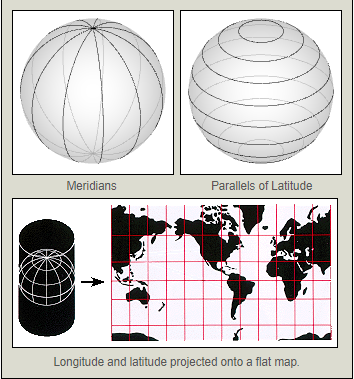 Meridians
Parallels of Latitude
Longitude and latitude projected onto a flat map.